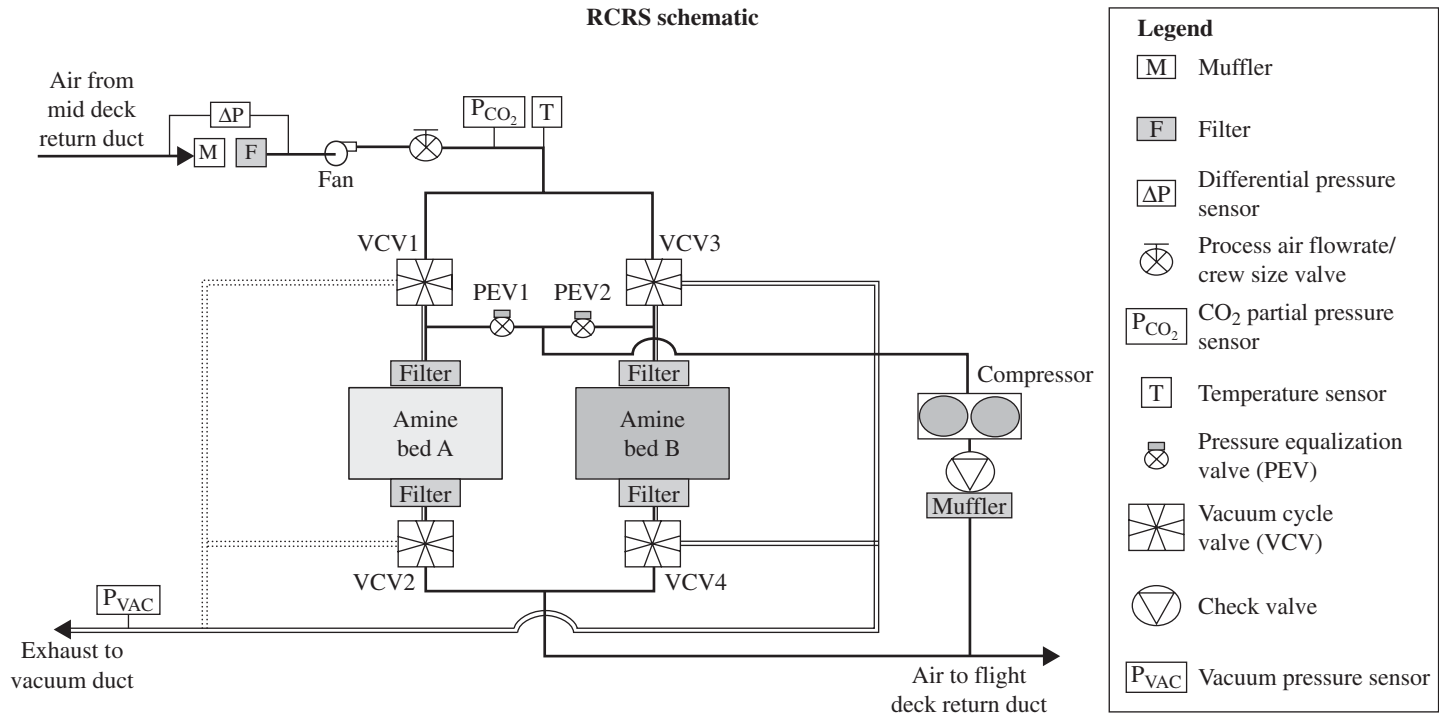 RCRS schematic
Air from
mid deck
return duct
ΔP
M
F
Fan
P_CO₂
T
VCV1
VCV3
PEV1
PEV2
Filter
Filter
Compressor
Amine
bed A
Amine
bed B
Filter
Filter
Muffler
VCV2
VCV4
P_VAC
Exhaust to
vacuum duct
Air to flight
deck return duct
Legend
M
Muffler
F
Filter
ΔP
Differential pressure
sensor
Process air flowrate/
crew size valve
P_CO₂
CO₂ partial pressure
sensor
T
Temperature sensor
Pressure equalization
valve (PEV)
Vacuum cycle
valve (VCV)
Check valve
P_VAC
Vacuum pressure sensor